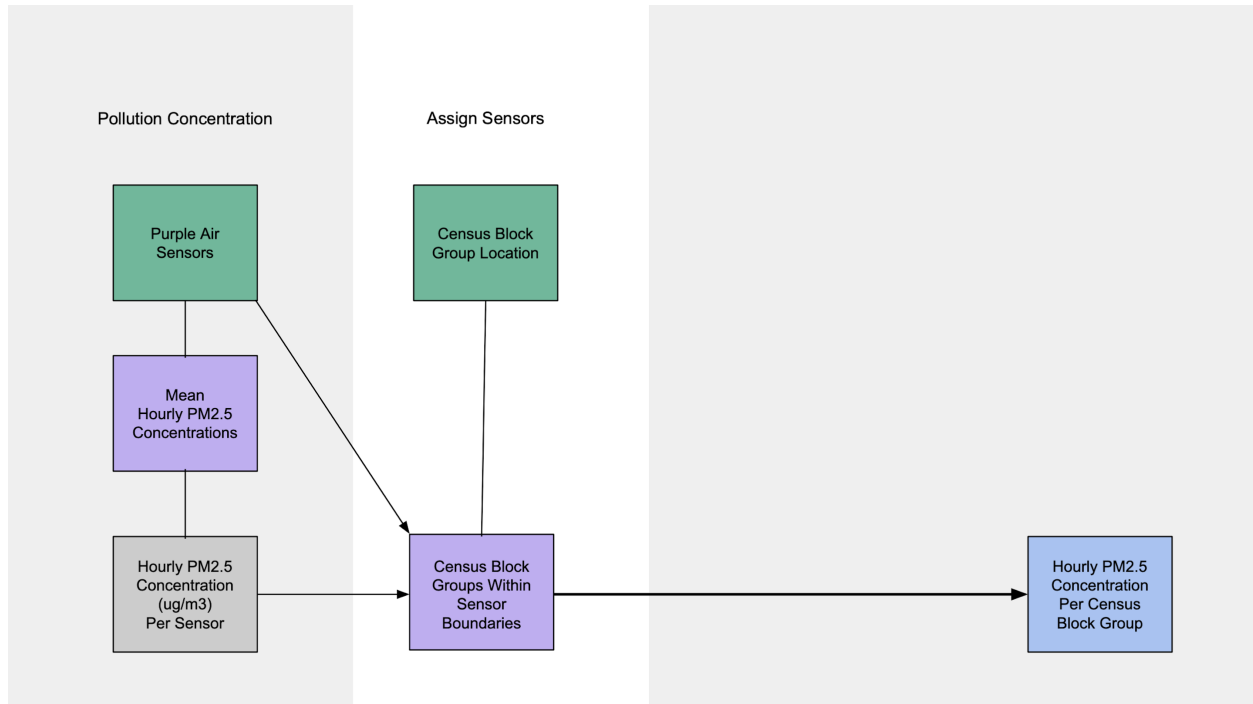 Pollution Concentration
Assign Sensors
Purple Air
Sensors
Census Block
Group Location
Mean
Hourly PM2.5
Concentrations
Hourly PM2.5
Concentration
(ug/m3)
Per Sensor
Census Block
Groups Within
Sensor
Boundaries
Hourly PM2.5
Concentration
Per Census
Block Group